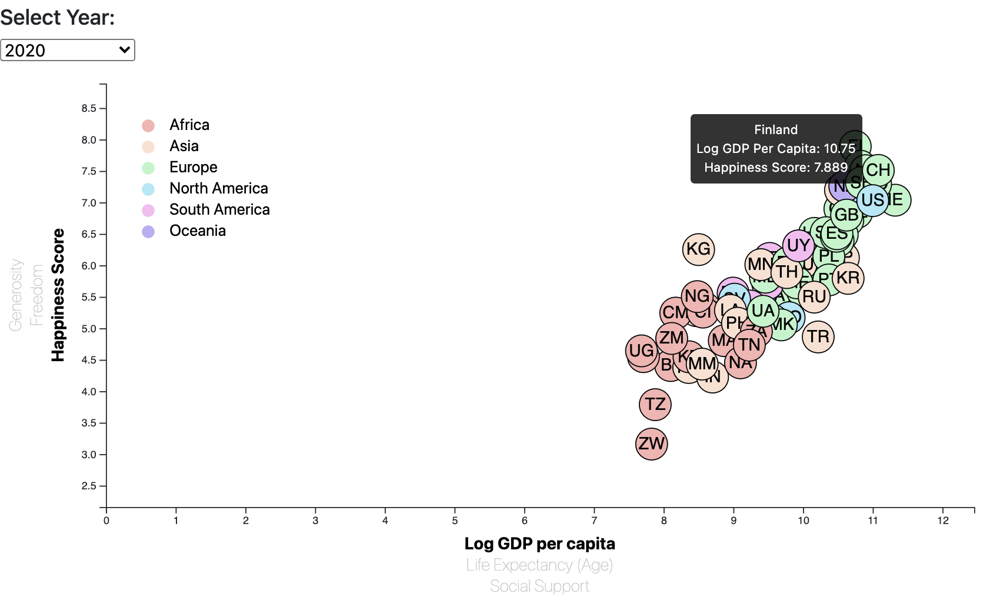 Select Year:
2020
8.5
8.0
7.5
7.0
6.5
6.0
5.5
5.0
4.5
4.0
3.5
3.0
2.5
Generosity
Freedom
Happiness Score
Africa
Asia
Europe
North America
South America
Oceania
Finland
Log GDP Per Capita: 10.75
Happiness Score: 7.889
CH
US
IE
GB
ES
UY
KG
PL
MN
TH
KR
NG
RU
CM
CI
UA
PH
MK
ZM
TR
MA
TN
UG
MM
NA
IN
TZ
ZW
0 1 2 3 4 5 6 7 8 9 10 11 12
Log GDP per capita
Life Expectancy (Age)
Social Support